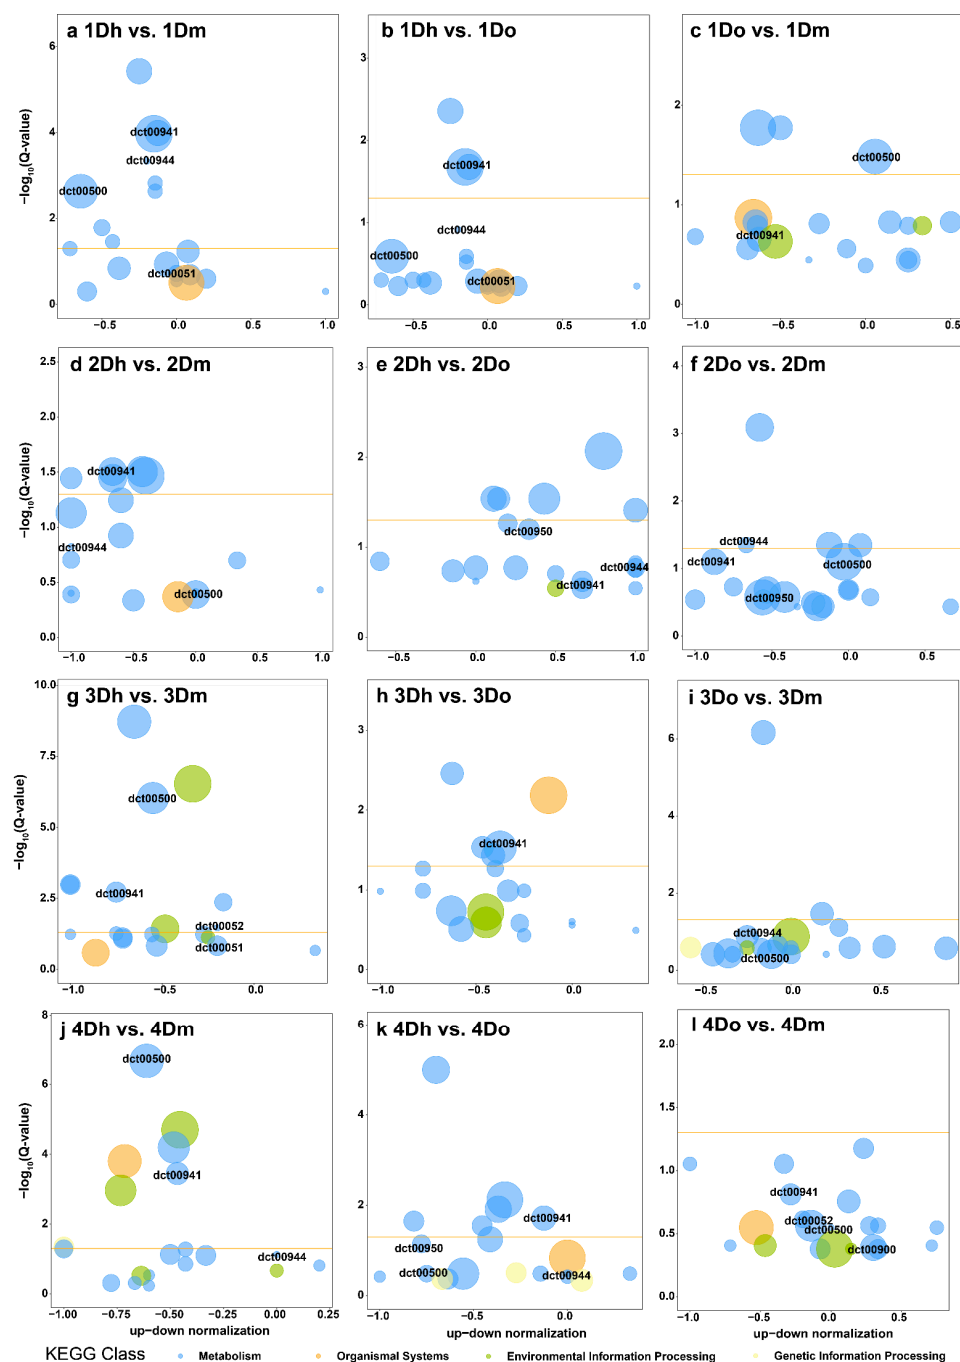 a 1Dh vs. 1Dm
b 1Dh vs. 1Do
c 1Do vs. 1Dm
−log10(Q-value)
6
4
2
0
dct00941
dct00944
dct00500
dct00051
−0.5
0.0
0.5
1.0
3
2
1
0
dct00941
dct00944
dct00500
dct00051
−0.5
0.0
0.5
1.0
2
1
0
dct00500
dct00941
−1.0
−0.5
0.0
0.5
d 2Dh vs. 2Dm
e 2Dh vs. 2Do
f 2Do vs. 2Dm
−log10(Q-value)
2.5
2.0
1.5
1.0
0.5
0.0
dct00941
dct00944
dct00500
−1.0
−0.5
0.0
0.5
1.0
3
2
1
0
dct00950
dct00944
dct00941
−0.5
0.0
0.5
1.0
4
3
2
1
0
dct00944
dct00941
dct00500
dct00950
−1.0
−0.5
0.0
0.5
g 3Dh vs. 3Dm
h 3Dh vs. 3Do
i 3Do vs. 3Dm
−log10(Q-value)
10.0
7.5
5.0
2.5
0.0
dct00500
dct00941
dct00052
dct00051
−1.0
−0.5
0.0
3
2
1
0
dct00941
−1.0
−0.5
0.0
6
4
2
0
dct00944
dct00500
−0.5
0.0
0.5
j 4Dh vs. 4Dm
k 4Dh vs. 4Do
l 4Do vs. 4Dm
−log10(Q-value)
8
6
4
2
0
dct00500
dct00941
dct00944
−1.00
−0.75
−0.50
−0.25
0.00
0.25
up−down normalization
6
4
2
0
dct00941
dct00950
dct00500
dct00944
−1.0
−0.5
0.0
up−down normalization
2.0
1.5
1.0
0.5
0.0
dct00941
dct00052
dct00500
dct00900
−1.0
−0.5
0.0
0.5
up−down normalization
KEGG Class
Metabolism
Organismal Systems
Environmental Information Processing
Genetic Information Processing